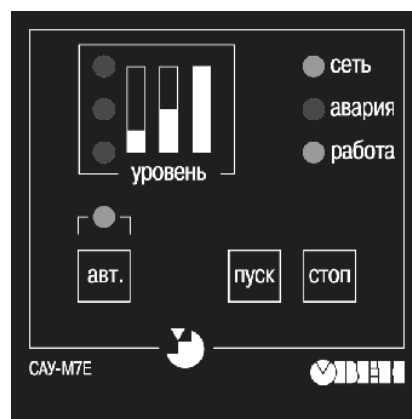 сеть
авария
работа
уровень
авт.
пуск
стоп
САУ-М7Е
ОВЕН